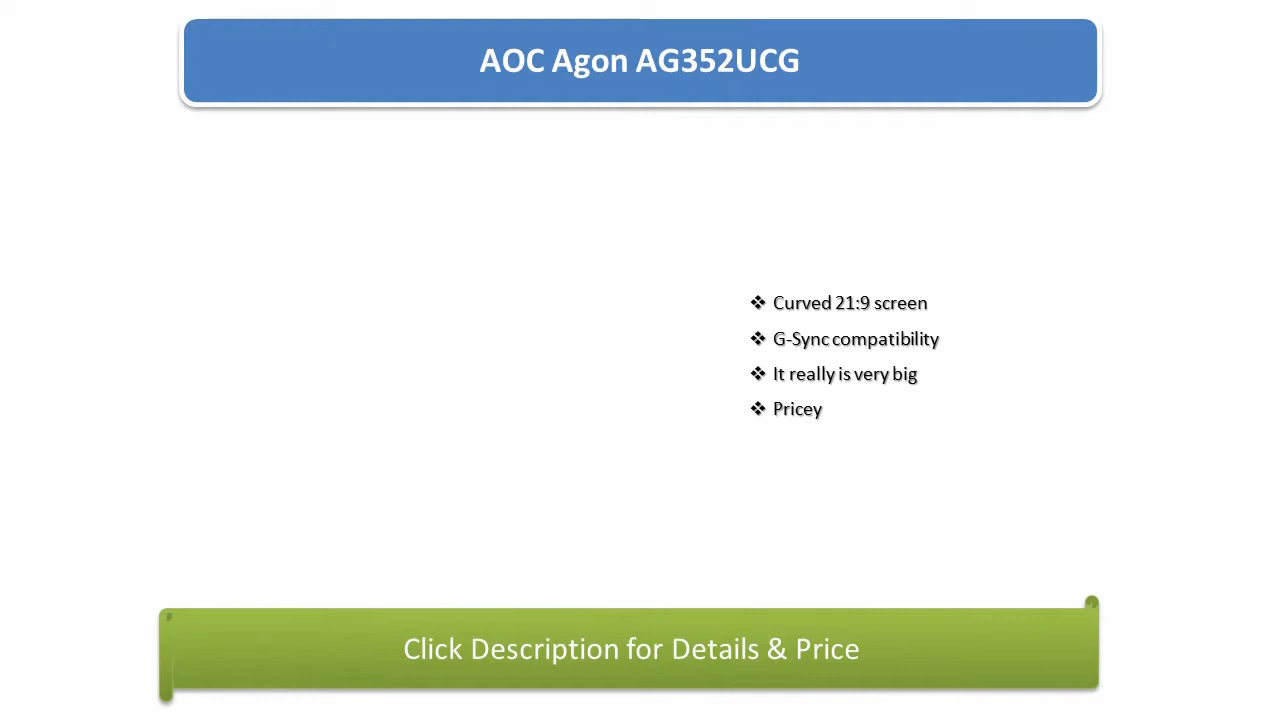 AOC Agon AG352UCG
❖ Curved 21:9 screen
❖ G-Sync compatibility
❖ It really is very big
❖ Pricey
Click Description for Details & Price